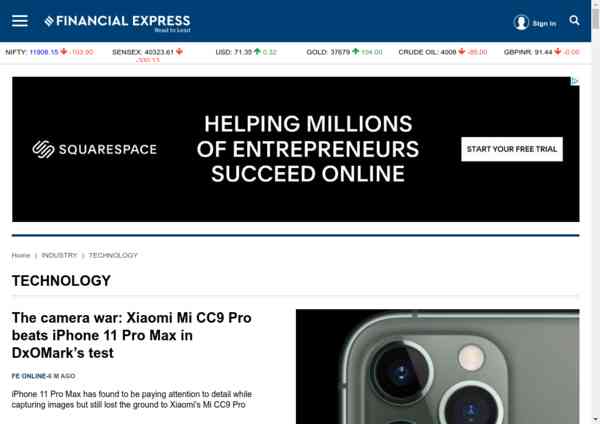 FINANCIAL EXPRESS
Read to Lead
Sign in
NIFTY: 11908.15 -103.90 SENSEX: 40323.61 -330.13 USD: 71.35 0.32 GOLD: 37679 104.00 CRUDE OIL: 4008 -85.00 GBPINR: 91.44 -0.06
SQUARESPACE
HELPING MILLIONS
OF ENTREPRENEURS
SUCCEED ONLINE
START YOUR FREE TRIAL
Home | INDUSTRY | TECHNOLOGY
TECHNOLOGY
The camera war: Xiaomi Mi CC9 Pro
beats iPhone 11 Pro Max in
DxOMark's test
FE ONLINE-6 M AGO
iPhone 11 Pro Max has found to be paying attention to detail while
capturing images but still lost the ground to Xiaomi's Mi CC9 Pro